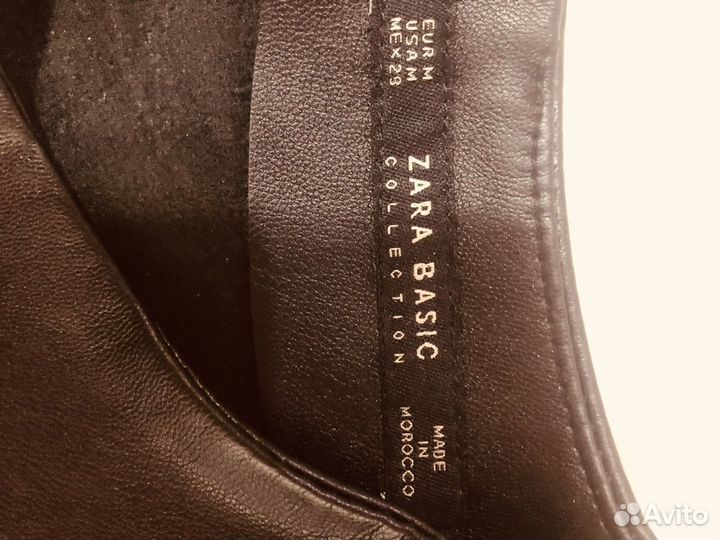 EUR M
USA M
MEX 28
ZARA BASIC
COLLECTION
MADE
IN
MOROCCO
Avito